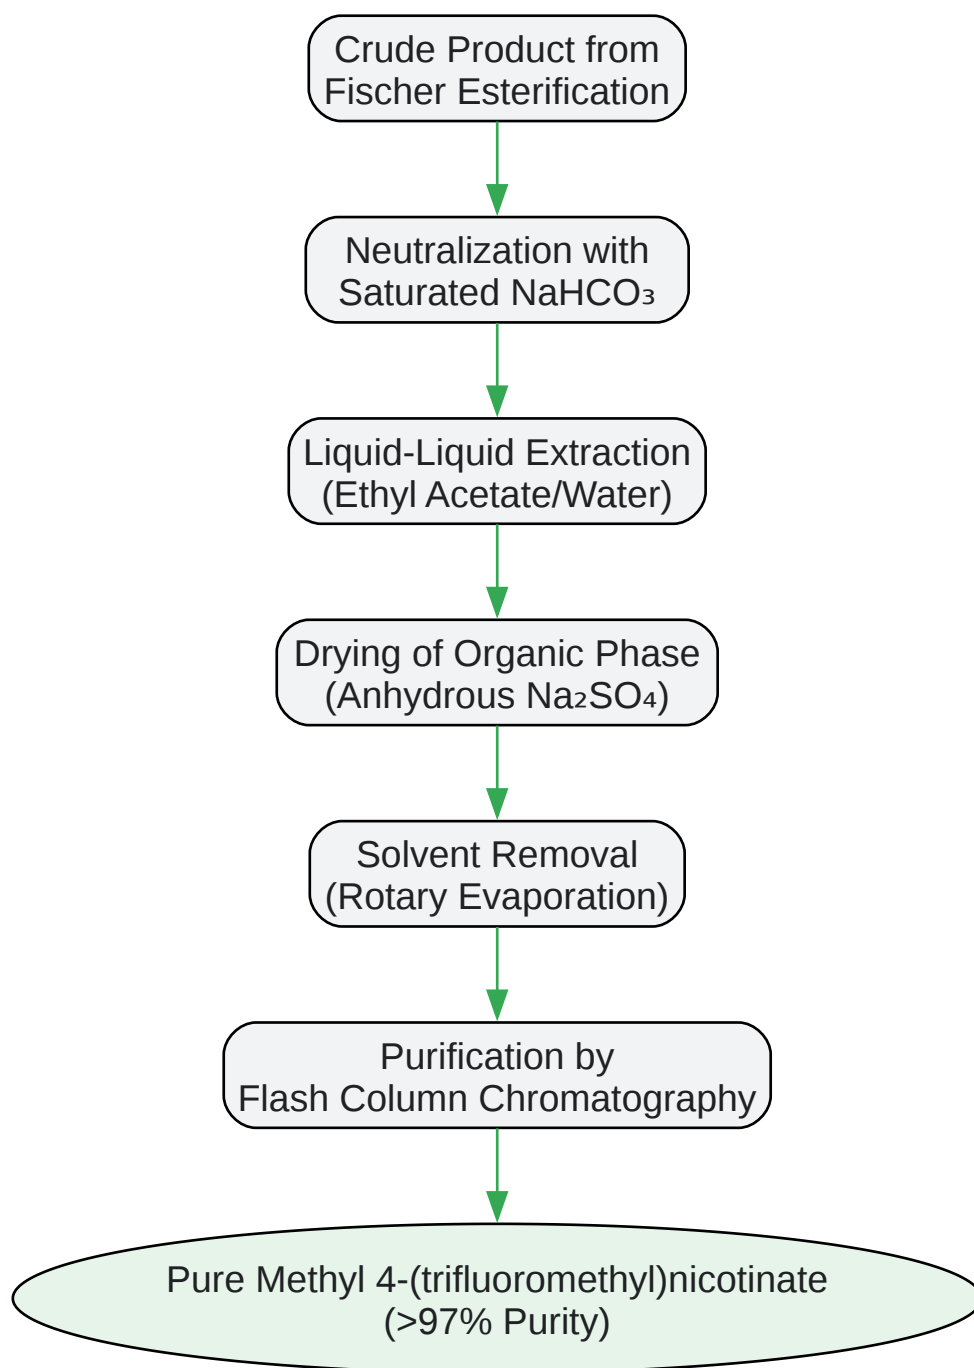 Crude Product from
Fischer Esterification
Neutralization with
Saturated NaHCO₃
Liquid-Liquid Extraction
(Ethyl Acetate/Water)
Drying of Organic Phase
(Anhydrous Na₂SO₄)
Solvent Removal
(Rotary Evaporation)
Purification by
Flash Column Chromatography
Pure Methyl 4-(trifluoromethyl)nicotinate
(>97% Purity)